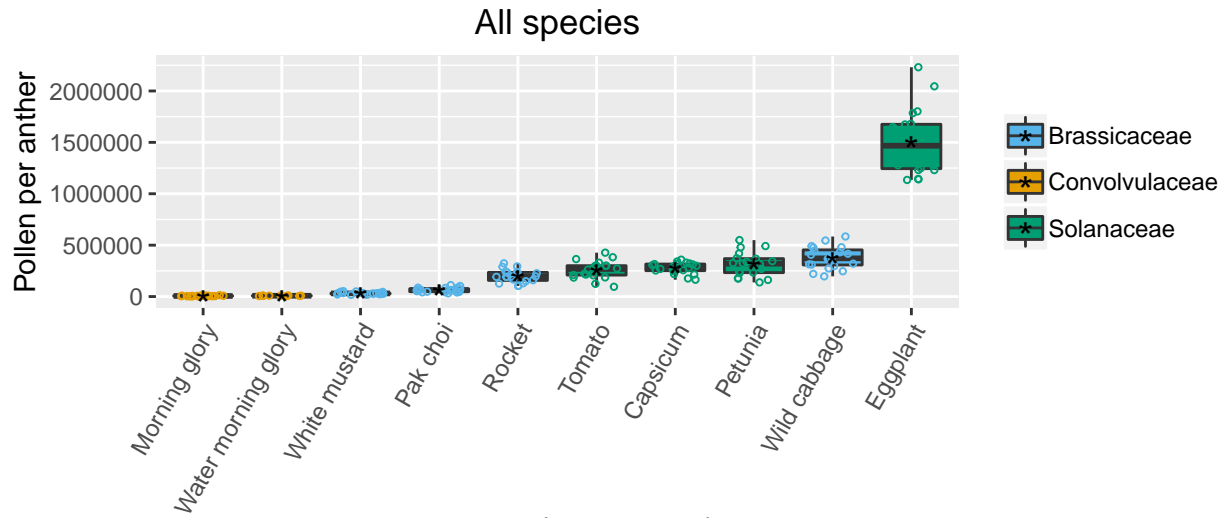 All species
Pollen per anther
2000000
1500000
1000000
500000
0
Morning glory
Water morning glory
White mustard
Pak choi
Rocket
Tomato
Capsicum
Petunia
Wild cabbage
Eggplant
Brassicaceae
Convolvulaceae
Solanaceae